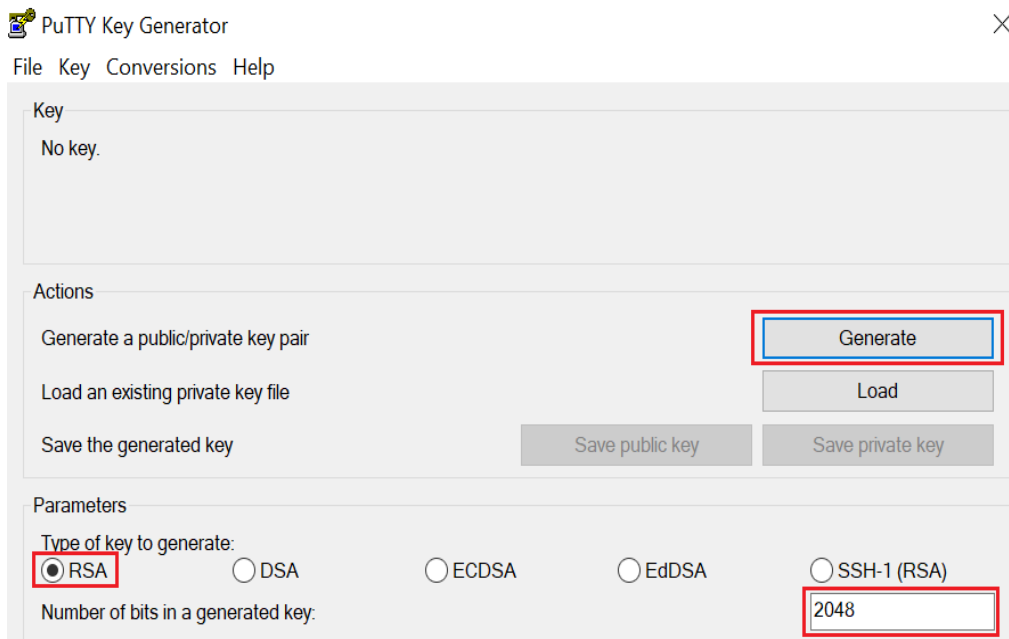 PuTTY Key Generator
File Key Conversions Help
Key
No key.
Actions
Generate a public/private key pair Generate
Load an existing private key file Load
Save the generated key Save public key Save private key
Parameters
Type of key to generate:
RSA DSA ECDSA EdDSA SSH-1 (RSA)
Number of bits in a generated key: 2048